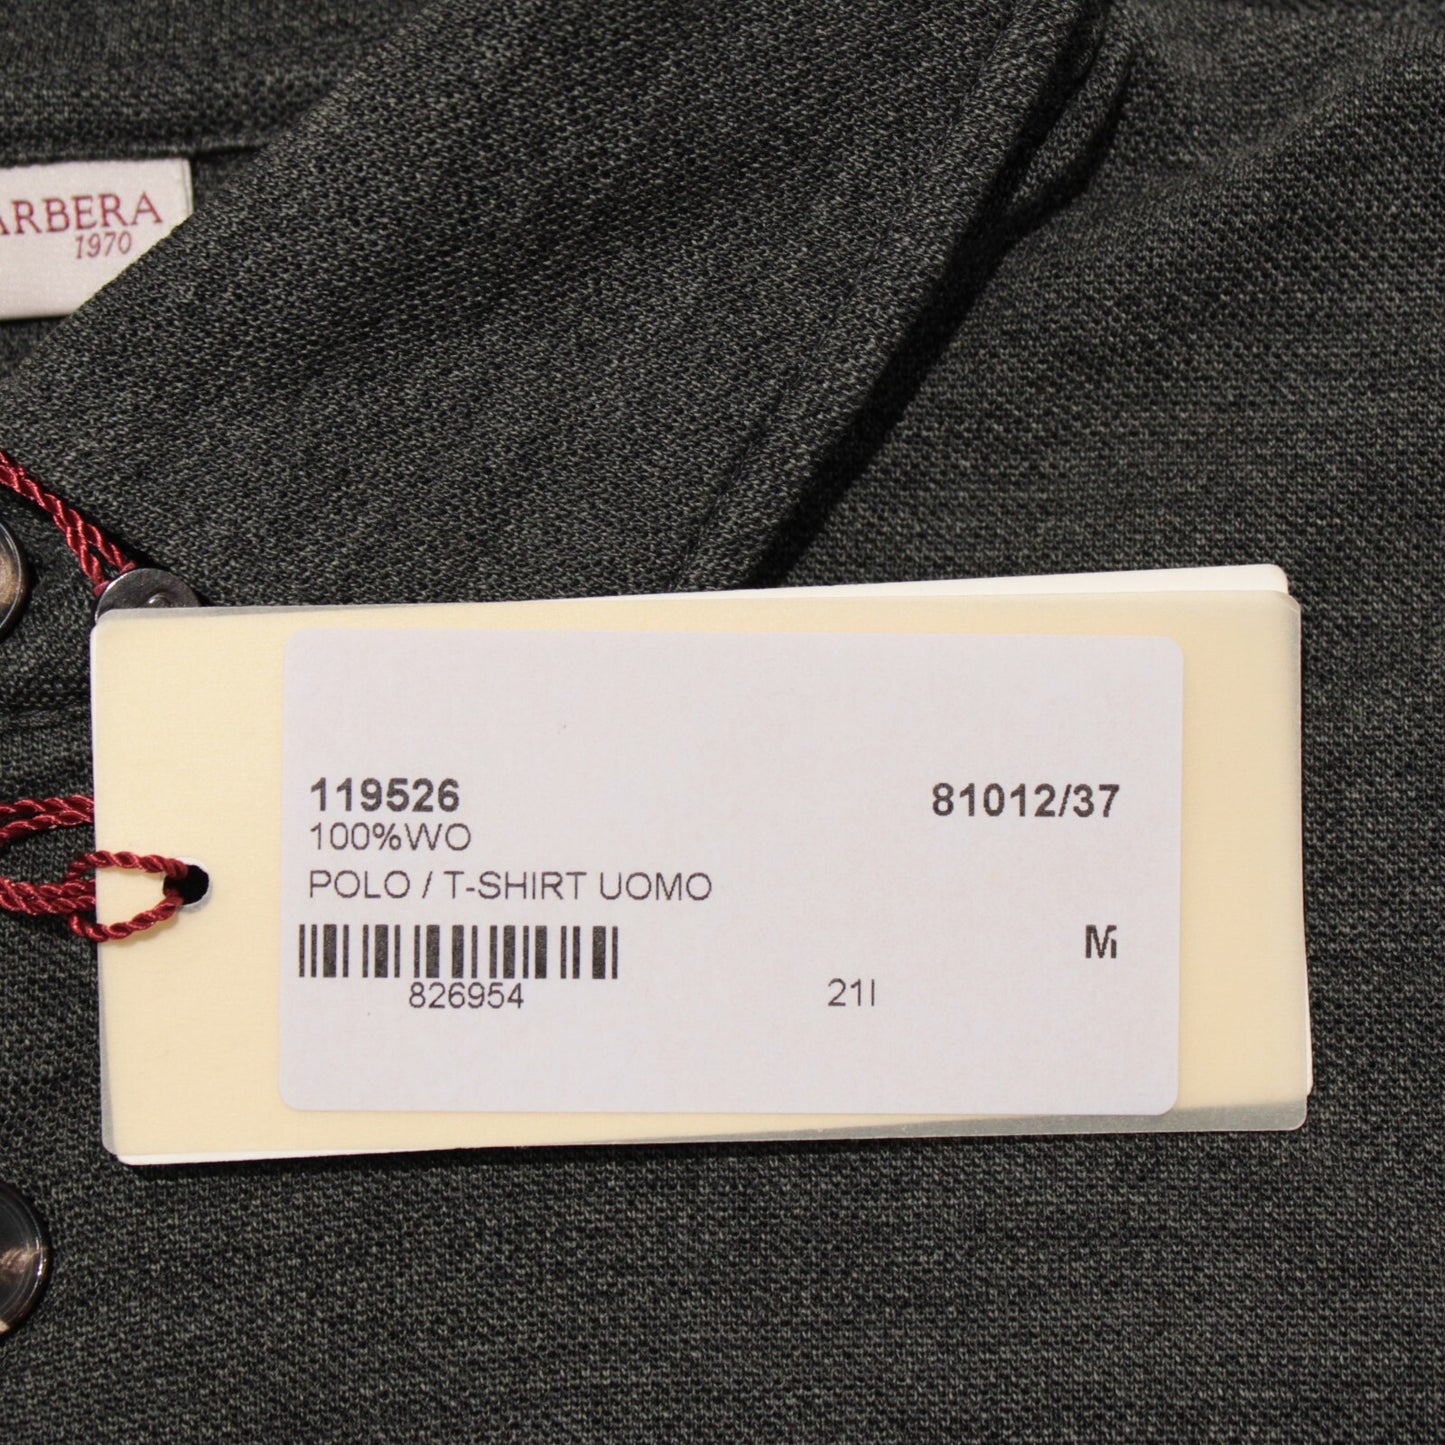 ARBERA
1970
119526
81012/37
100%WO
POLO / T-SHIRT UOMO
M
826954
21I